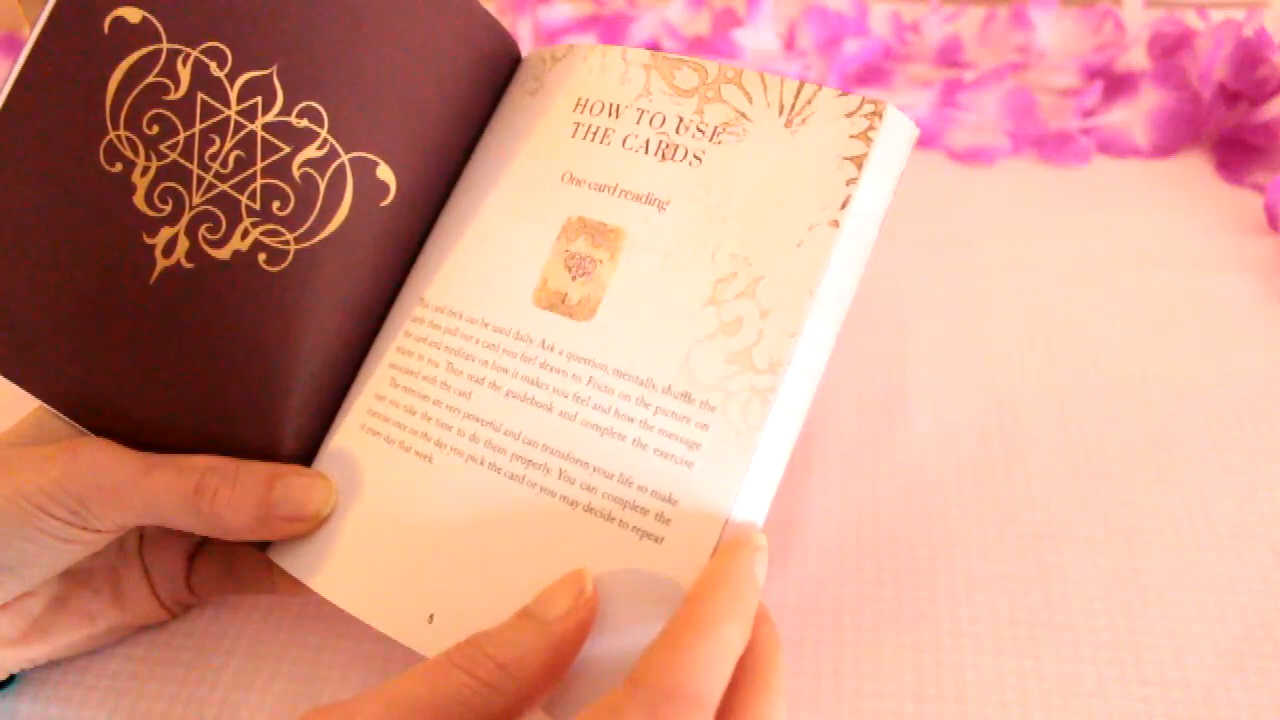 HOW TO USE
THE CARDS
One card reading
1
This card deck can be used daily. Ask a question, mentally, shuffle the
cards then pull out a card you feel drawn to. Focus on the picture on
the card and meditate on how it makes you feel and how the message
relates to you. Then read the guidebook and complete the exercise
associated with the card.
The exercises are very powerful and can transform your life so make
sure you take the time to do them properly. You can complete the
exercise once on the day you pick the card or you may decide to repeat
it every day that week.